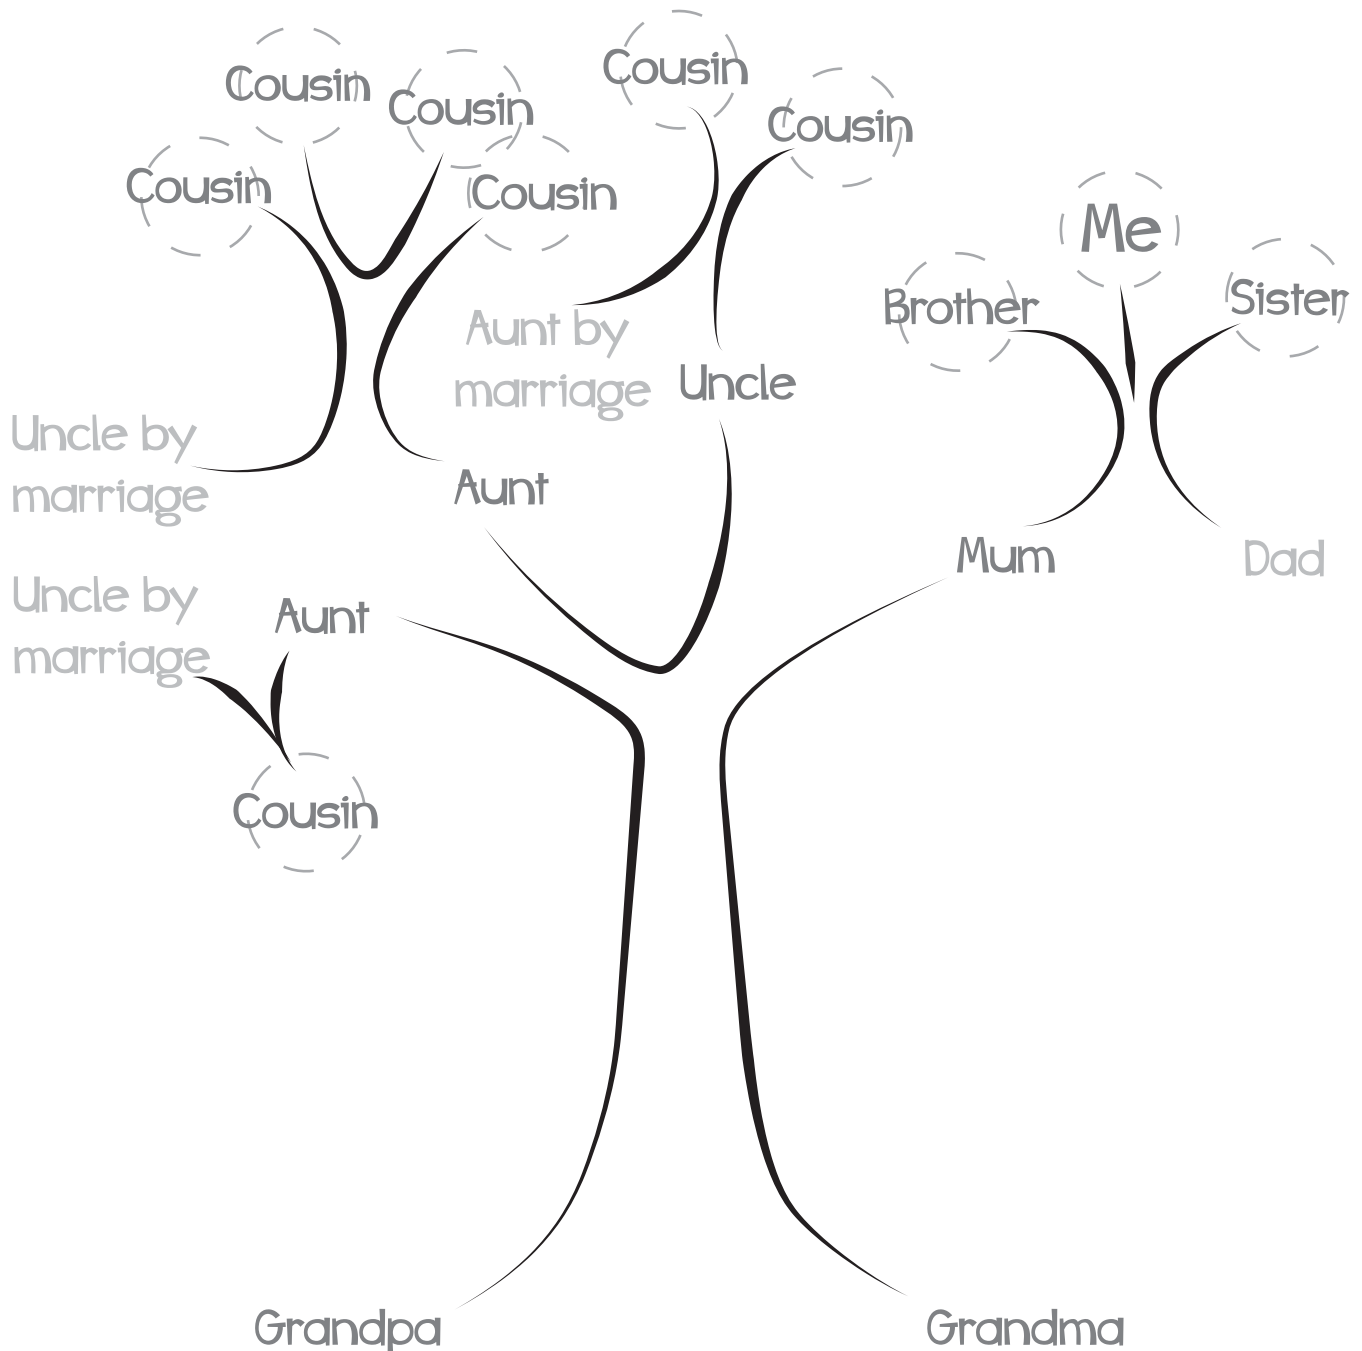 Cousin
Cousin
Cousin
Cousin
Cousin
Cousin
Me
Brother
Sister
Aunt by
marriage
Uncle
Uncle by
marriage
Aunt
Mum
Dad
Uncle by
marriage
Aunt
Cousin
Grandpa
Grandma